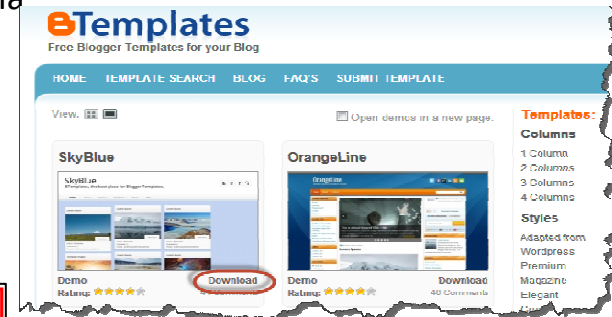 BTemplates
Free Blogger Templates for your Blog
HOME TEMPLATE SEARCH BLOG FAQ'S SUBMIT TEMPLATE
View.
Open demos in a new page.
SkyBlue
SkyBlue
Demo Download
Rating:
OrangeLine
OrangeLine
Demo Download
Rating: 40 Comments
Templates:
Columns
1 Column
2 Columns
3 Columns
4 Columns
Styles
Adapted from
Wordpress
Premium
Magazine
Elegant